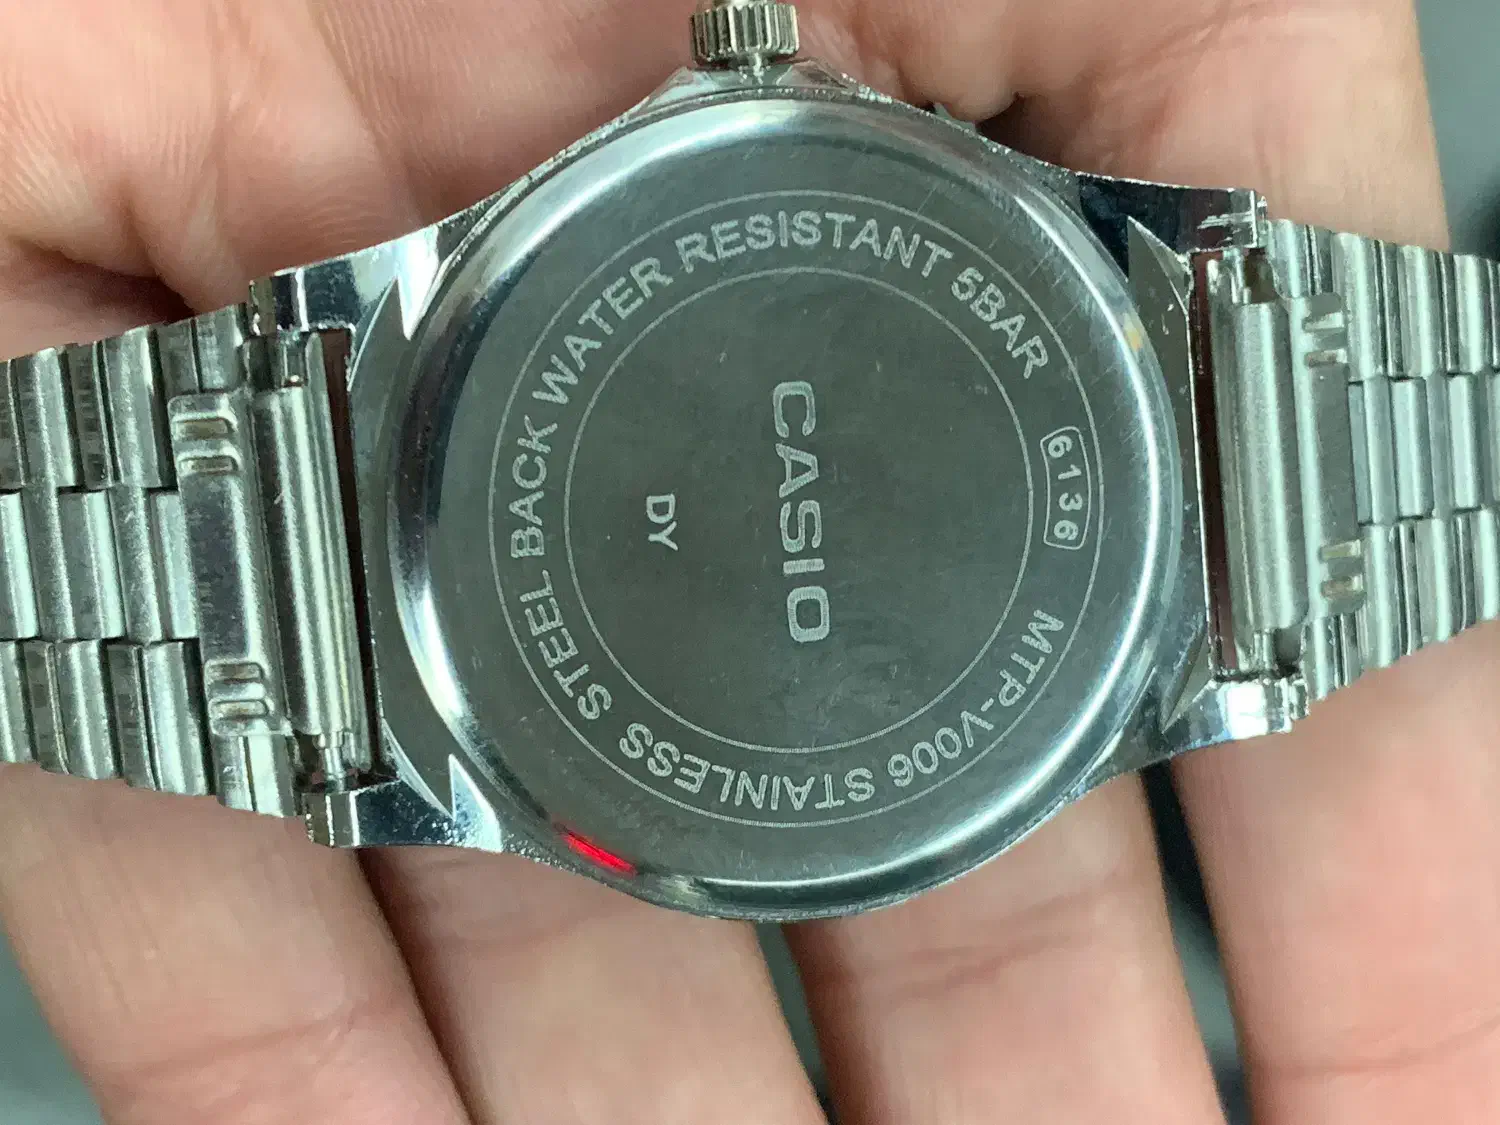 6136
MTP-V006 STAINLESS STEEL BACK WATER RESISTANT 5BAR
CASIO
DY